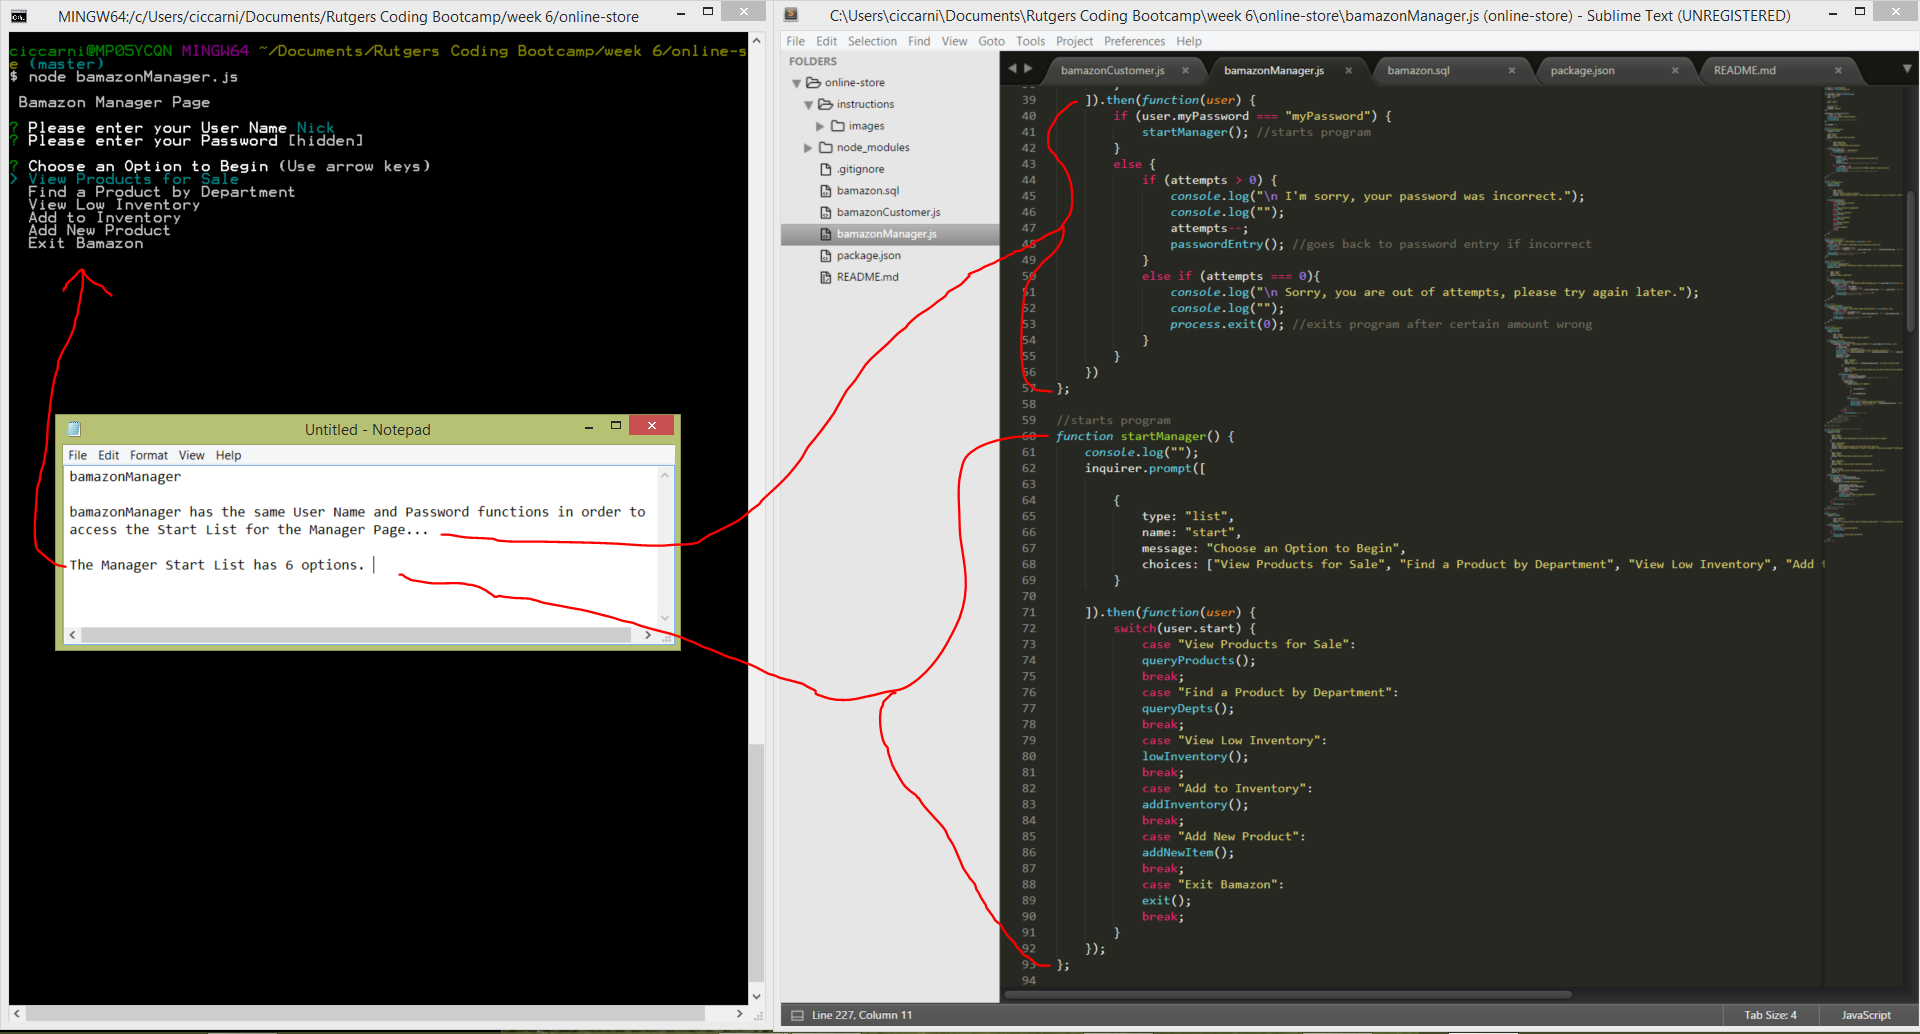 MINGW64:/c/Users/ciccarni/Documents/Rutgers Coding Bootcamp/week 6/online-store
ciccarni@MP05YCQN MINGW64 ~/Documents/Rutgers Coding Bootcamp/week 6/online-s
e (master)
$ node bamazonManager.js
Bamazon Manager Page
? Please enter your User Name Nick
? Please enter your Password [hidden]
? Choose an Option to Begin (Use arrow keys)
> View Products for Sale
Find a Product by Department
View Low Inventory
Add to Inventory
Add New Product
Exit Bamazon
Untitled - Notepad
File Edit Format View Help
bamazonManager
bamazonManager has the same User Name and Password functions in order to
access the Start List for the Manager Page...
The Manager Start List has 6 options.
C:\Users\ciccarni\Documents\Rutgers Coding Bootcamp\week 6\online-store\bamazonManager.js (online-store) - Sublime Text (UNREGISTERED)
File Edit Selection Find View Goto Tools Project Preferences Help
FOLDERS
online-store
instructions
images
node_modules
.gitignore
bamazon.sql
bamazonCustomer.js
bamazonManager.js
package.json
README.md
bamazonCustomer.js × bamazonManager.js × bamazon.sql × package.json × README.md ×
39 ]).then(function(user) {
40 if (user.myPassword === "myPassword") {
41 startManager(); //starts program
42 }
43 else {
44 if (attempts > 0) {
45 console.log("\n I'm sorry, your password was incorrect.");
46 console.log("");
47 attempts--;
48 passwordEntry(); //goes back to password entry if incorrect
49 }
50 else if (attempts === 0){
51 console.log("\n Sorry, you are out of attempts, please try again later.");
52 console.log("");
53 process.exit(0); //exits program after certain amount wrong
54 }
55 }
56 })
57 };
58
59 //starts program
60 function startManager() {
61 console.log("");
62 inquirer.prompt([
63
64 {
65 type: "list",
66 name: "start",
67 message: "Choose an Option to Begin",
68 choices: ["View Products for Sale", "Find a Product by Department", "View Low Inventory", "Add t
69 }
70
71 ]).then(function(user) {
72 switch(user.start) {
73 case "View Products for Sale":
74 queryProducts();
75 break;
76 case "Find a Product by Department":
77 queryDepts();
78 break;
79 case "View Low Inventory":
80 lowInventory();
81 break;
82 case "Add to Inventory":
83 addInventory();
84 break;
85 case "Add New Product":
86 addNewItem();
87 break;
88 case "Exit Bamazon":
89 exit();
90 break;
91 }
92 });
93 };
94
Line 227, Column 11
Tab Size: 4 JavaScript